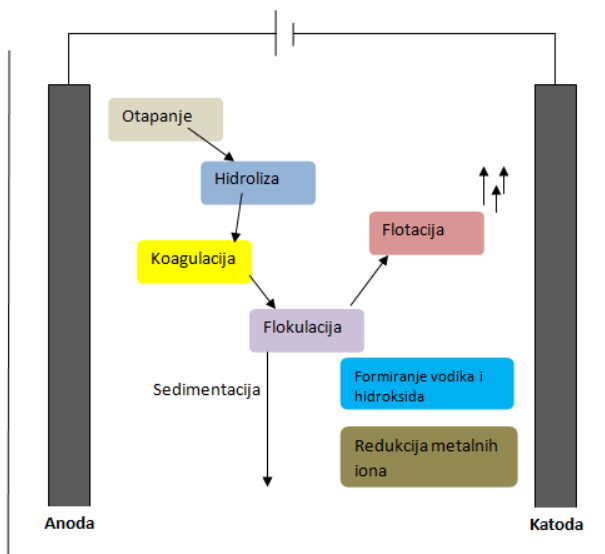 Otapanje
Hidroliza
Koagulacija
Flotacija
Flokulacija
Sedimentacija
Formiranje vodika i
hidroksida
Redukcija metalnih
iona
Anoda
Katoda